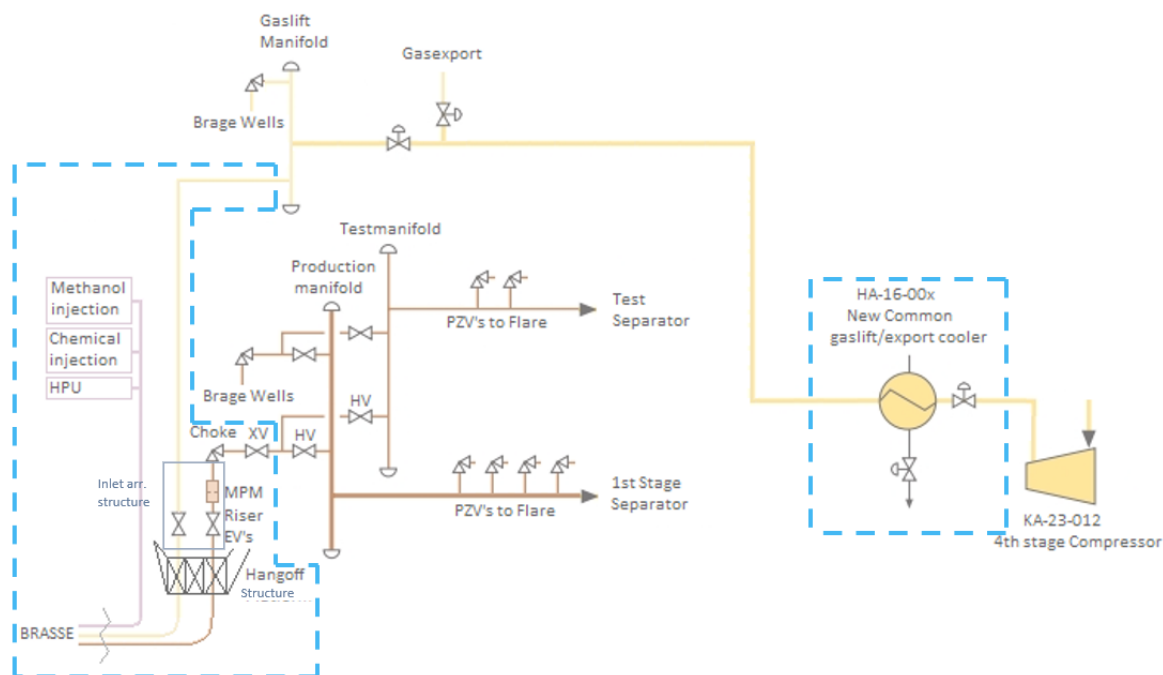 Gaslift
Manifold
Gasexport
Brage Wells
Testmanifold
Production
manifold
Methanol
injection
Chemical
injection
HPU
PZV's to Flare
Test
Separator
Brage Wells
HV
Choke
XV
HV
HA-16-00x
New Common
gaslift/export cooler
Inlet arr.
structure
MPM
Riser
EV's
PZV's to Flare
1st Stage
Separator
KA-23-012
4th stage Compressor
Hangoff
Structure
BRASSE